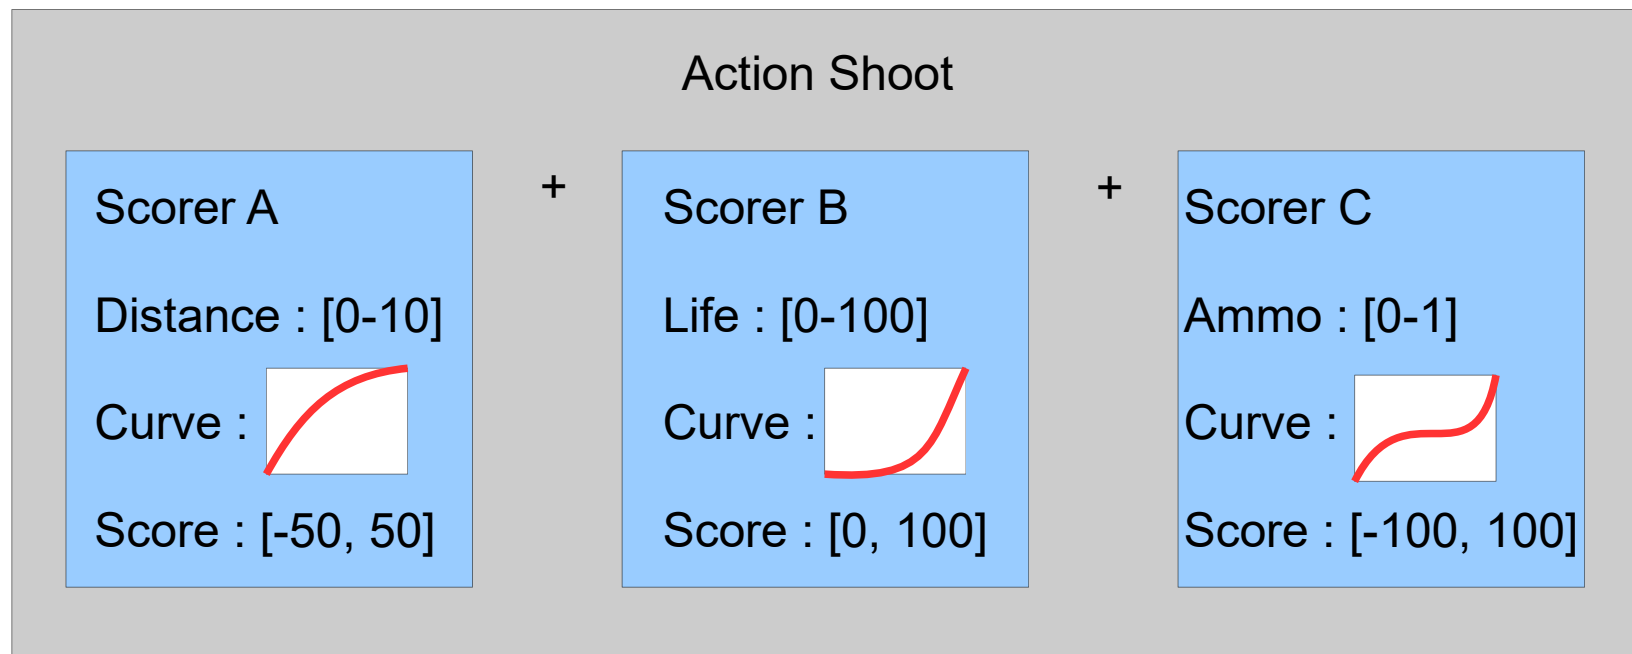 Action Shoot
Scorer A
Distance : [0-10]
Curve :
Score : [-50, 50]
+
Scorer B
Life : [0-100]
Curve :
Score : [0, 100]
+
Scorer C
Ammo : [0-1]
Curve :
Score : [-100, 100]